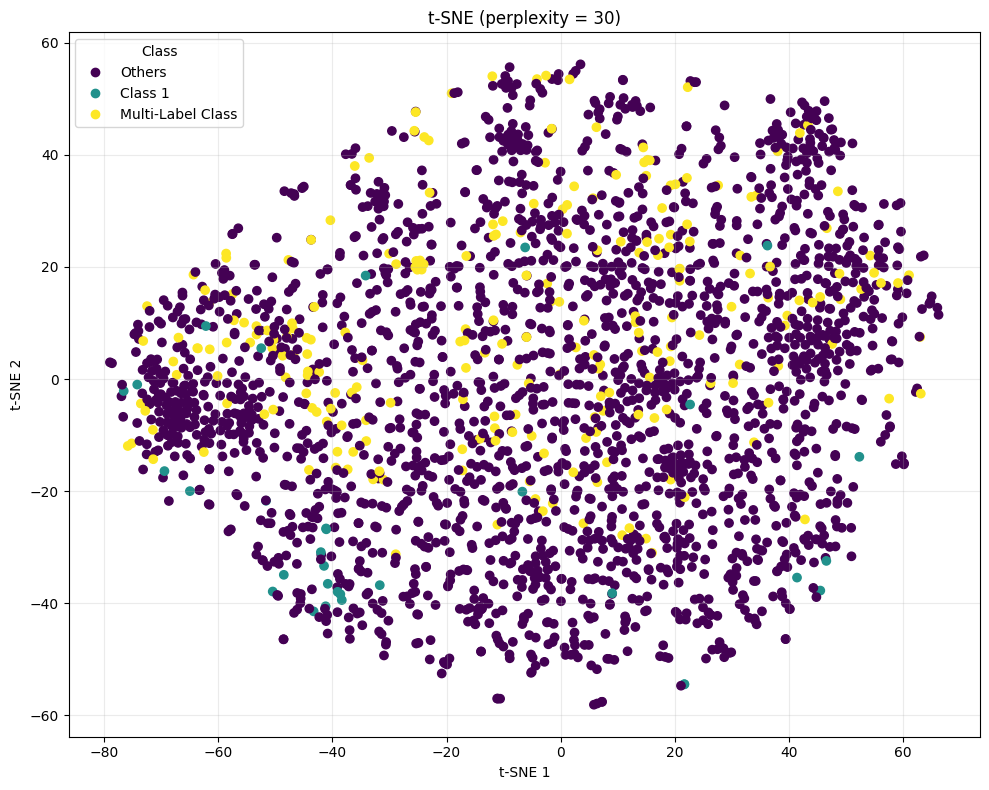 t-SNE (perplexity = 30)
Class
Others
Class 1
Multi-Label Class
60
40
20
0
−20
−40
−60
t-SNE 2
−80
−60
−40
−20
0
20
40
60
t-SNE 1